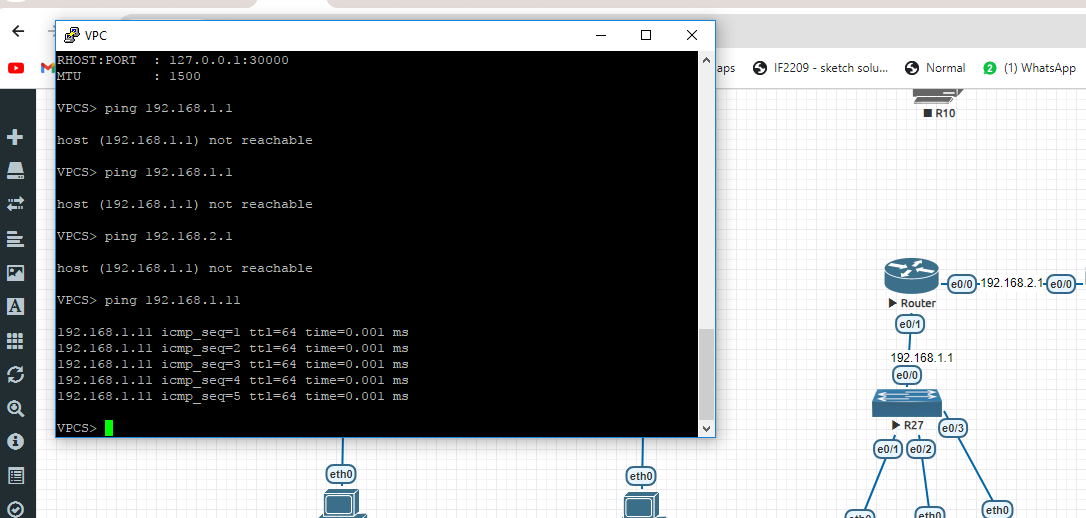 VPC
RHOST:PORT  : 127.0.0.1:30000
MTU         : 1500
VPCS> ping 192.168.1.1
host (192.168.1.1) not reachable
VPCS> ping 192.168.1.1
host (192.168.1.1) not reachable
VPCS> ping 192.168.2.1
host (192.168.1.1) not reachable
VPCS> ping 192.168.1.11
192.168.1.11 icmp_seq=1 ttl=64 time=0.001 ms
192.168.1.11 icmp_seq=2 ttl=64 time=0.001 ms
192.168.1.11 icmp_seq=3 ttl=64 time=0.001 ms
192.168.1.11 icmp_seq=4 ttl=64 time=0.001 ms
192.168.1.11 icmp_seq=5 ttl=64 time=0.001 ms
VPCS>
aps
IF2209 - sketch solu...
Normal
2
(1) WhatsApp
A
R10
e0/0 192.168.2.1 e0/0
Router
e0/1
192.168.1.1
e0/0
R27
e0/3
e0/1 e0/2
eth0 eth0
eth0
eth0 eth0